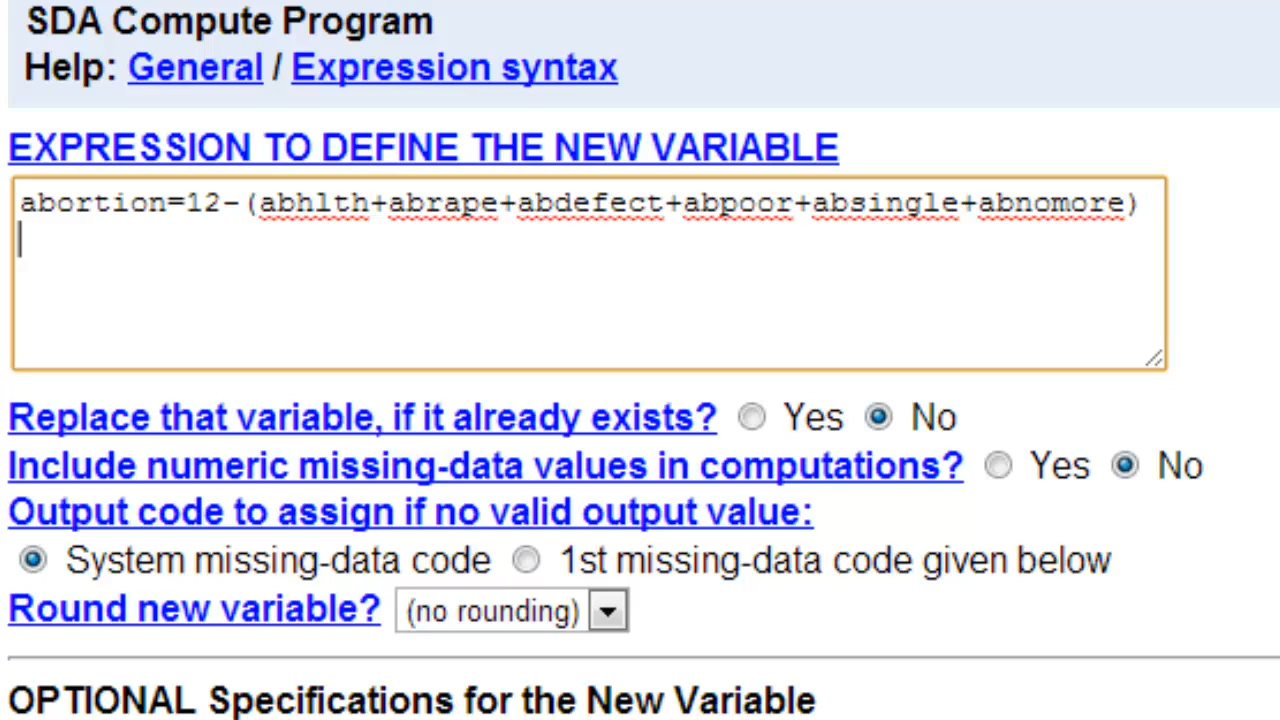 SDA Compute Program
Help: General / Expression syntax
EXPRESSION TO DEFINE THE NEW VARIABLE
abortion=12-(abhlth+abrape+abdefect+abpoor+absingle+abnomore)
Replace that variable, if it already exists? Yes No
Include numeric missing-data values in computations? Yes No
Output code to assign if no valid output value:
System missing-data code 1st missing-data code given below
Round new variable? (no rounding)
OPTIONAL Specifications for the New Variable